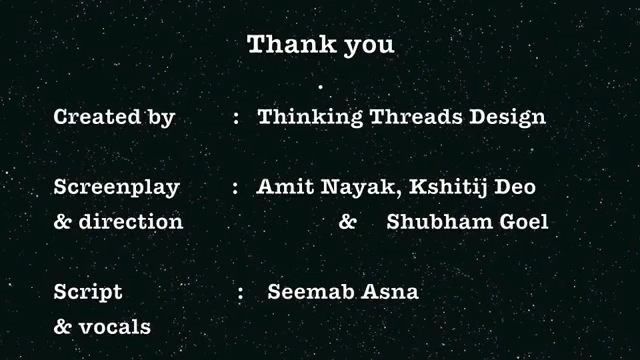 Thank you
.
Created by : Thinking Threads Design
Screenplay : Amit Nayak, Kshitij Deo
& direction & Shubham Goel
Script : Seemab Asna
& vocals